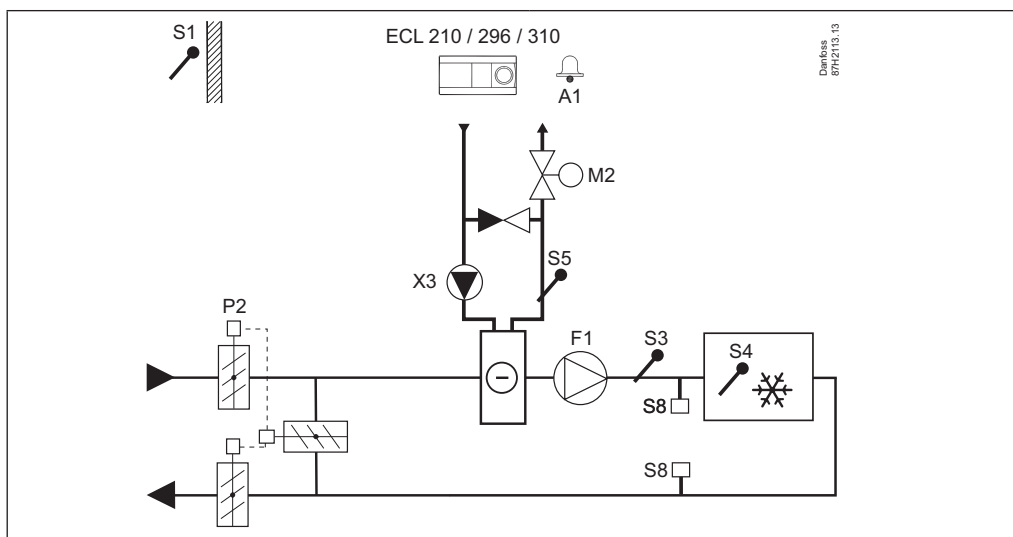 S1
ECL 210 / 296 / 310
A1
Danfoss
87H2113.13
M2
S5
X3
P2
F1
S3
S4
S8
S8